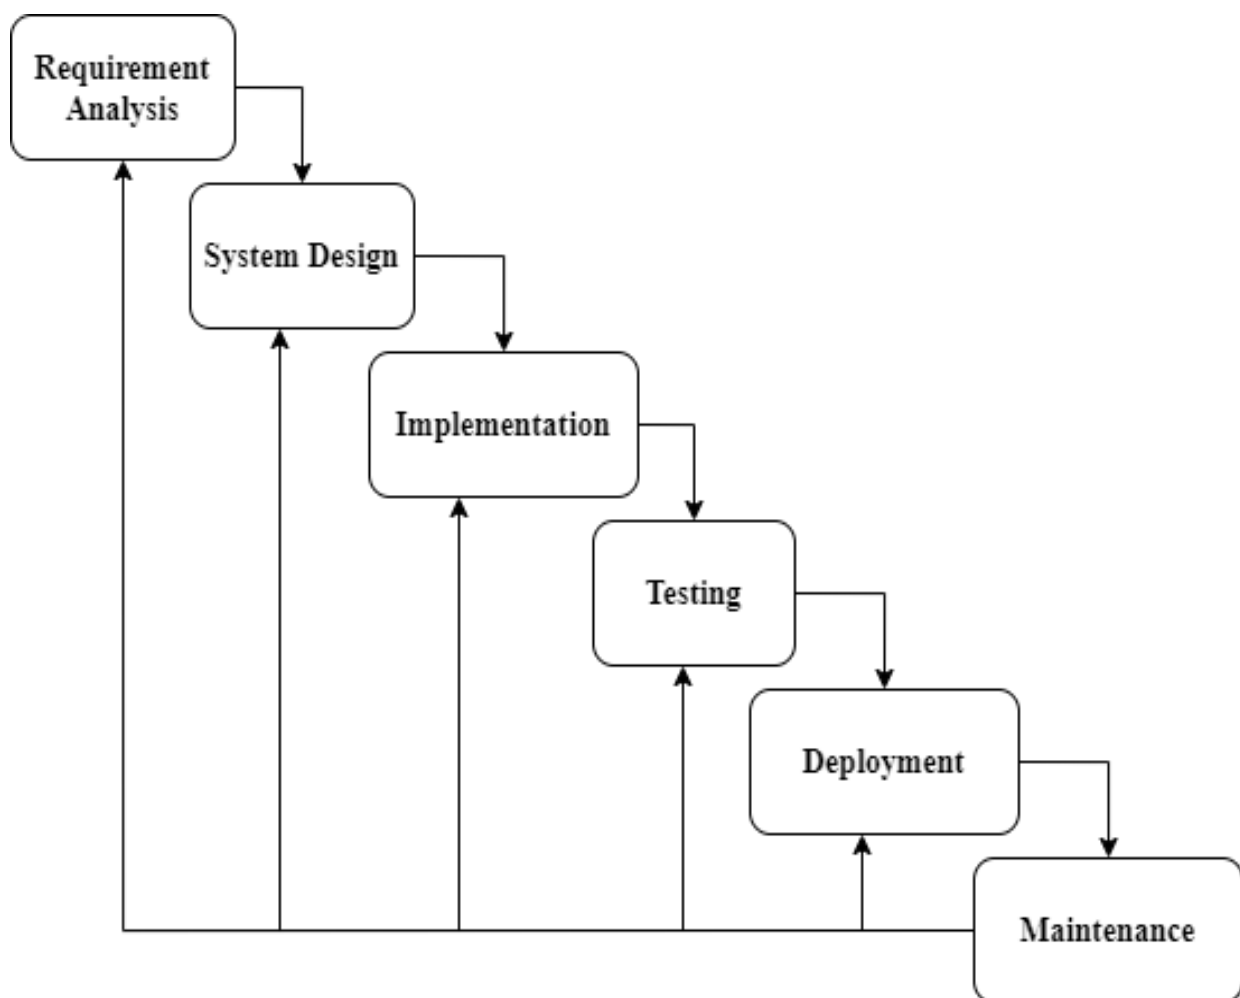 Requirement
Analysis
System Design
Implementation
Testing
Deployment
Maintenance